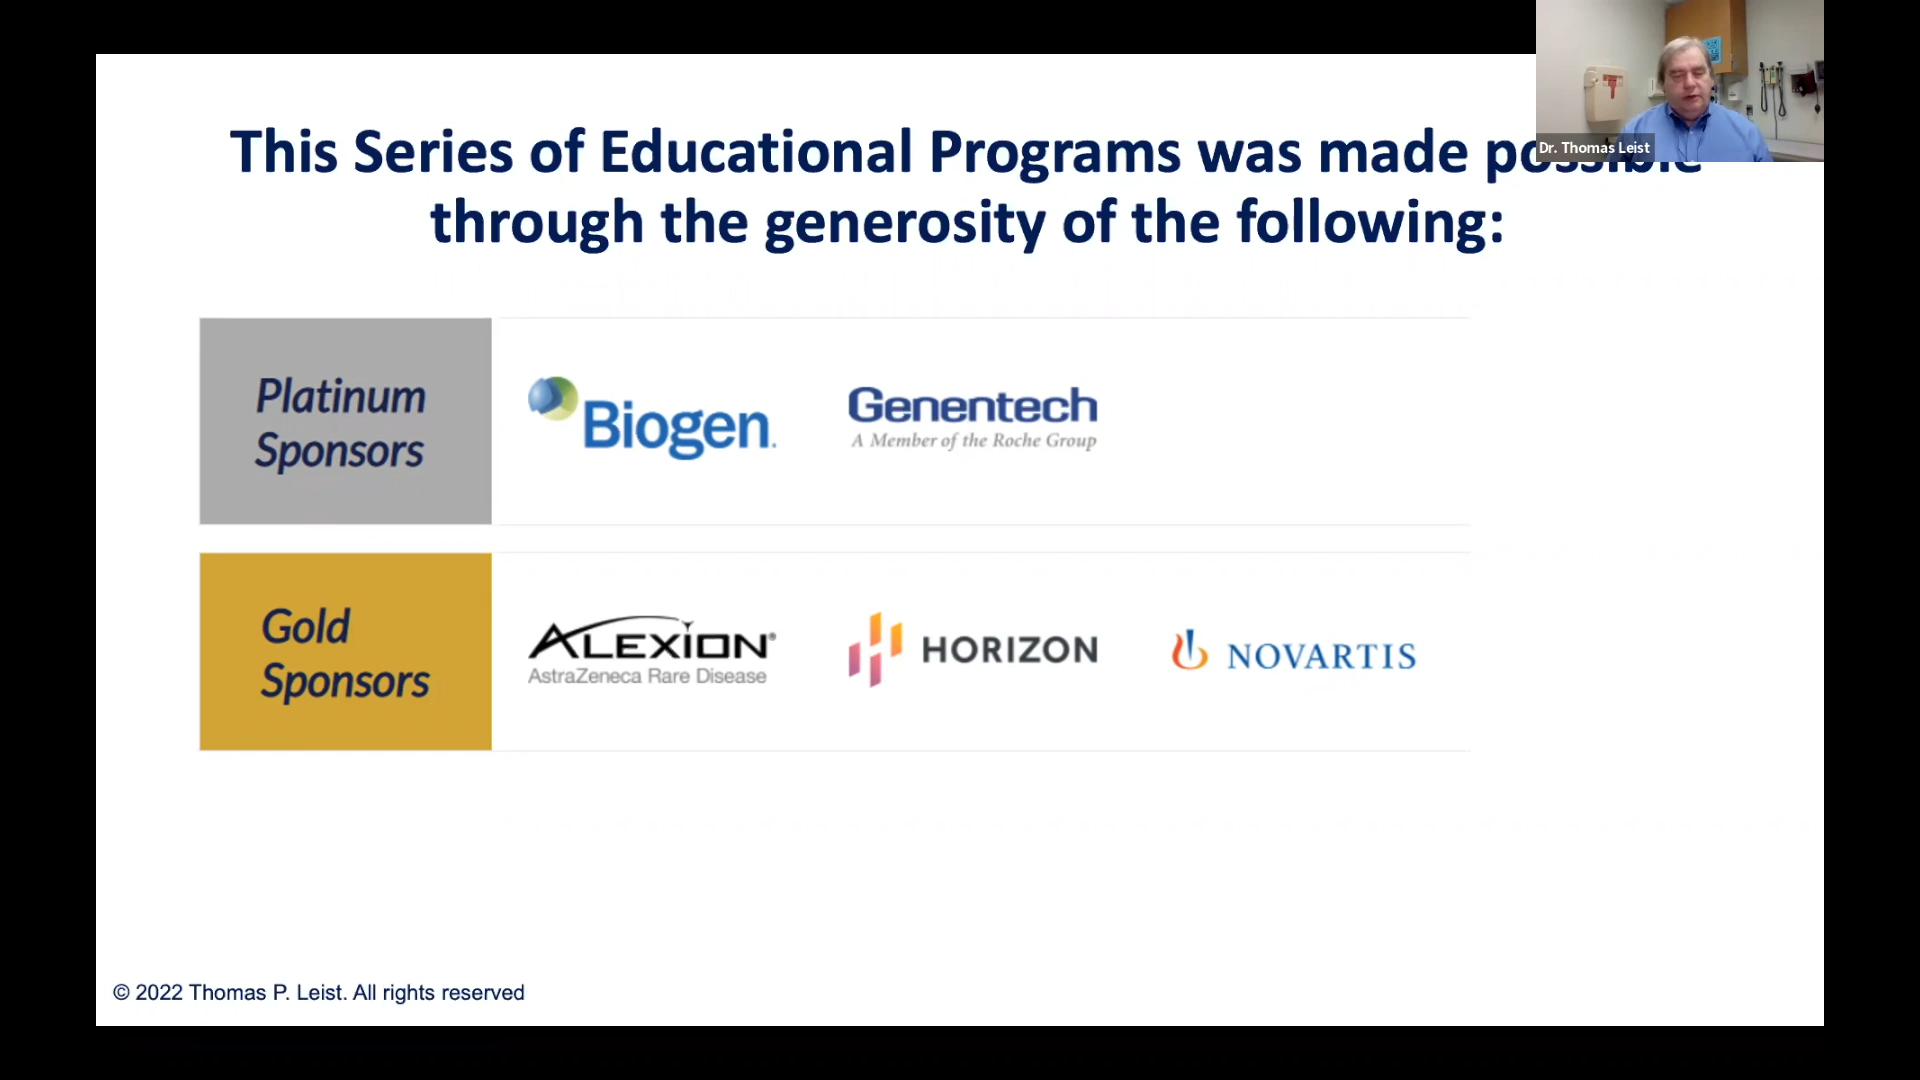 This Series of Educational Programs was made possible
through the generosity of the following:
Dr. Thomas Leist
Platinum
Sponsors
Biogen.
Genentech
A Member of the Roche Group
Gold
Sponsors
ALEXION®
AstraZeneca Rare Disease
HORIZON
NOVARTIS
© 2022 Thomas P. Leist. All rights reserved